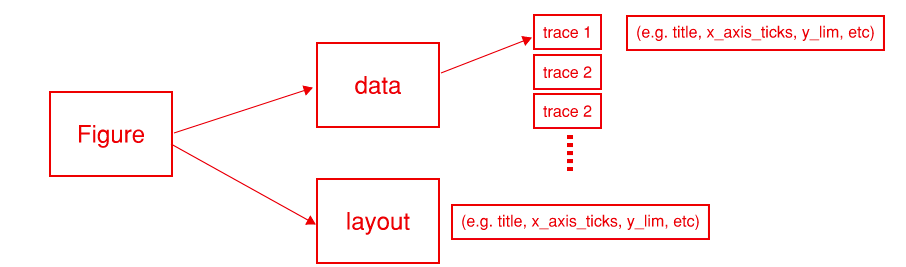 trace 1
(e.g. title, x_axis_ticks, y_lim, etc)
data
trace 2
trace 2
Figure
layout
(e.g. title, x_axis_ticks, y_lim, etc)